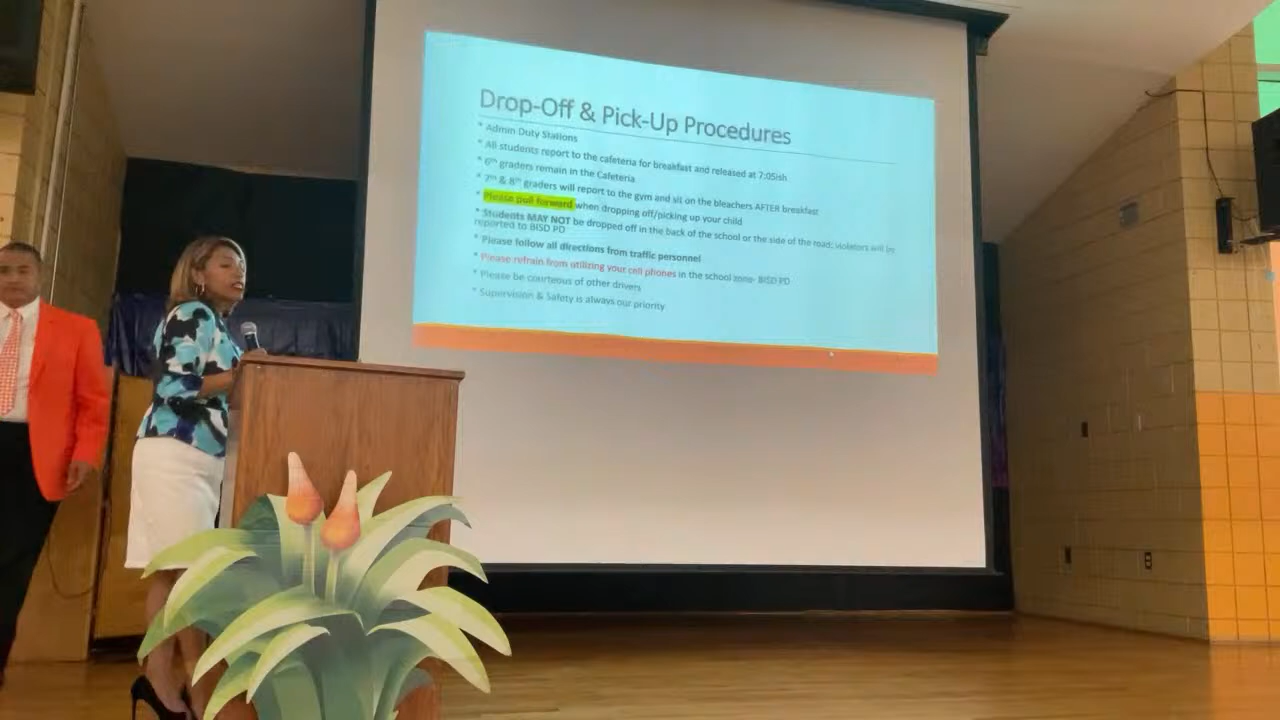 Drop-Off & Pick-Up Procedures
* Admin Duty Stations
* All students report to the cafeteria for breakfast and released at 7:05ish
* 6th graders remain in the Cafeteria
* 7th & 8th graders will report to the gym and sit on the bleachers AFTER breakfast
* Please pull forward when dropping off/picking up your child
* Students MAY NOT be dropped off in the back of the school or the side of the road; violators will be
reported to BISD PD
* Please follow all directions from traffic personnel
* Please refrain from utilizing your cell phones in the school zone- BISD PD
* Please be courteous of other drivers
* Supervision & Safety is always our priority